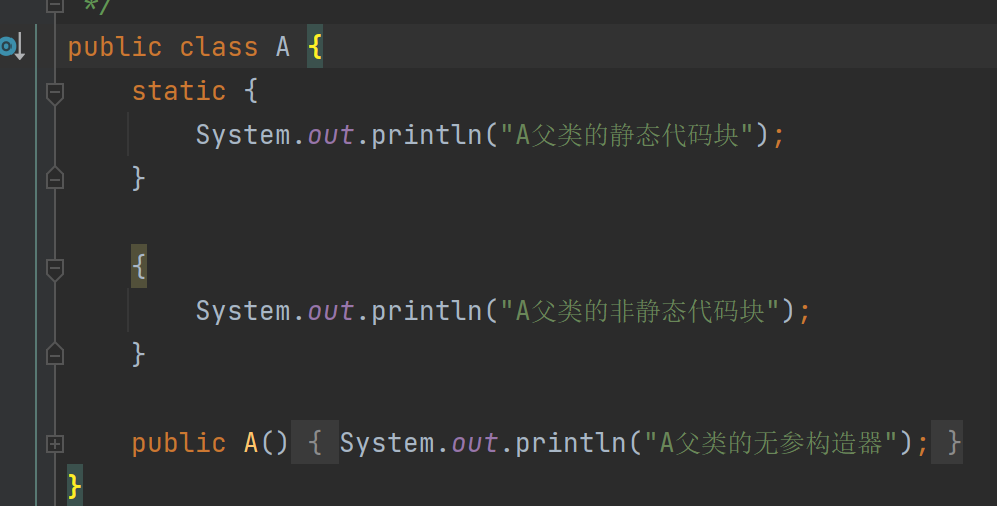 */
public class A {
static {
System.out.println("A父类的静态代码块");
}
{
System.out.println("A父类的非静态代码块");
}
public A() { System.out.println("A父类的无参构造器"); }
}